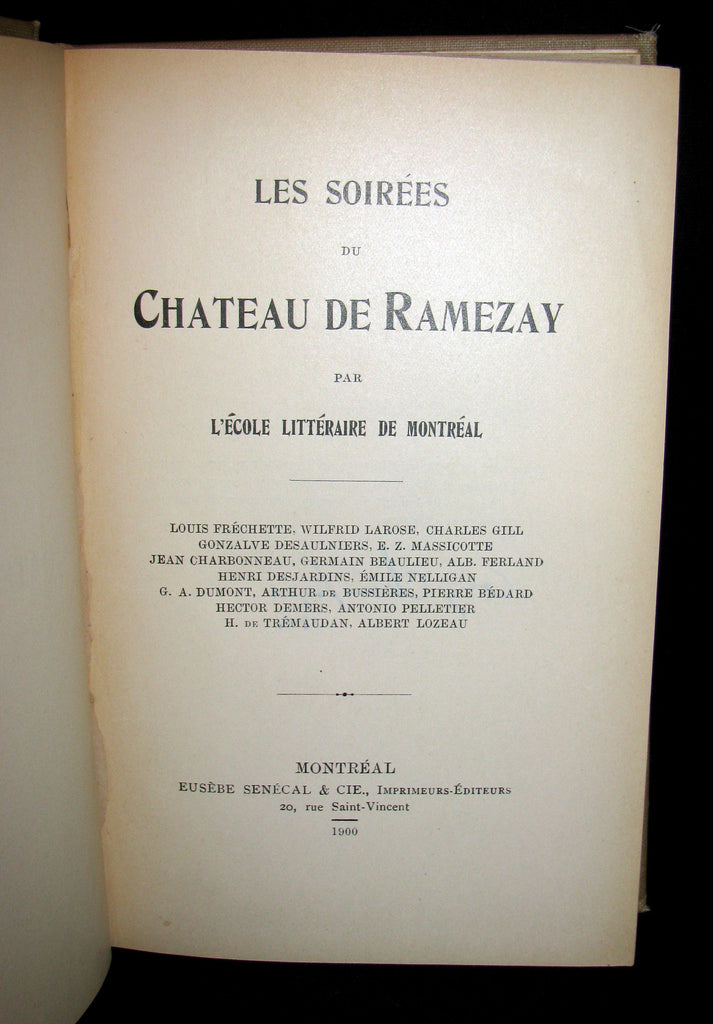 LES SOIRÉES
DU
CHATEAU DE RAMEZAY
PAR
L'ÉCOLE LITTÉRAIRE DE MONTRÉAL
LOUIS FRÉCHETTE, WILFRID LAROSE, CHARLES GILL
GONZALVE DESAULNIERS, E. Z. MASSICOTTE
JEAN CHARBONNEAU, GERMAIN BEAULIEU, ALB. FERLAND
HENRI DESJARDINS, ÉMILE NELLIGAN
G. A. DUMONT, ARTHUR DE BUSSIÈRES, PIERRE BÉDARD
HECTOR DEMERS, ANTONIO PELLETIER
H. DE TRÉMAUDAN, ALBERT LOZEAU
MONTRÉAL
EUSÈBE SENÉCAL & CIE., IMPRIMEURS-ÉDITEURS
20, rue Saint-Vincent
1900